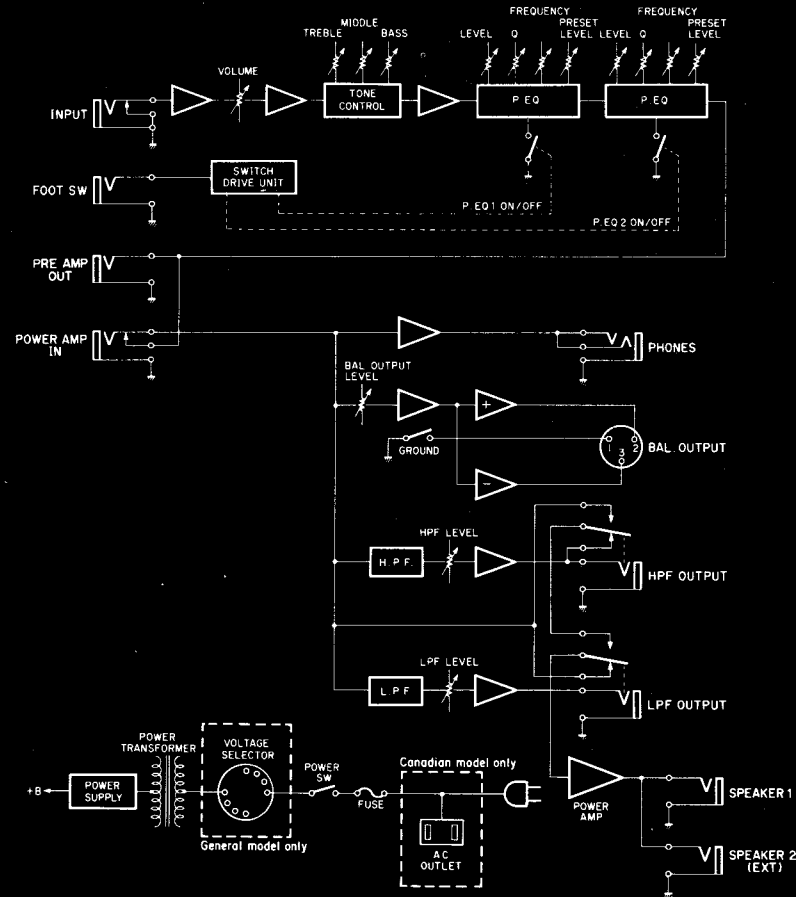 FREQUENCY
FREQUENCY
MIDDLE
TREBLE
BASS
LEVEL
Q
PRESET
LEVEL
LEVEL
Q
PRESET
LEVEL
VOLUME
INPUT
TONE
CONTROL
P.EQ
P.EQ
FOOT SW
SWITCH
DRIVE UNIT
P.EQ 1 ON/OFF
P.EQ 2 ON/OFF
PRE AMP
OUT
POWER AMP
IN
PHONES
BAL OUTPUT
LEVEL
+
GROUND
1
2
3
BAL. OUTPUT
−
HPF LEVEL
H.P.F.
HPF OUTPUT
LPF LEVEL
L.P.F
LPF OUTPUT
POWER
TRANSFORMER
VOLTAGE
SELECTOR
POWER
SW
Canadian model only
+B
POWER
SUPPLY
FUSE
POWER
AMP
SPEAKER 1
General model only
AC
OUTLET
SPEAKER 2
(EXT)